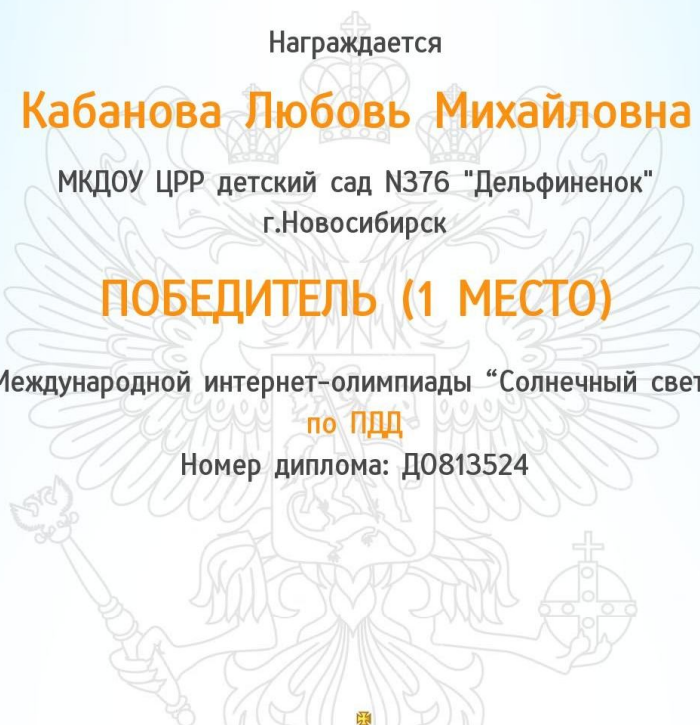 Награждается
Кабанова Любовь Михайловна
МКДОУ ЦРР детский сад N376 "Дельфиненок"
г.Новосибирск
ПОБЕДИТЕЛЬ (1 МЕСТО)
Международной интернет-олимпиады “Солнечный свет
по ПДД
Номер диплома: ДО813524